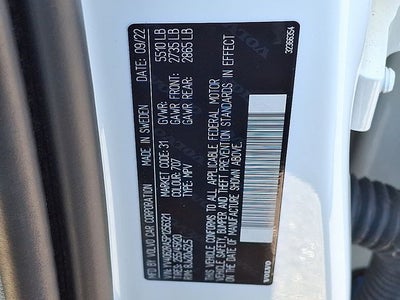 MFD BY VOLVO CAR CORPORATION
MADE IN SWEDEN
DATE: 09/22
GVWR: 5510 LB
GAWR FRONT: 2735 LB
GAWR REAR: 2865 LB
MARKET CODE: 31
COLOUR: 707
TYPE: MPV
THIS VEHICLE CONFORMS TO ALL APPLICABLE FEDERAL MOTOR
VEHICLE SAFETY, BUMPER AND THEFT PREVENTION STANDARDS IN EFFECT
ON THE DATE OF MANUFACTURE SHOWN ABOVE.
VOLVO
32386354